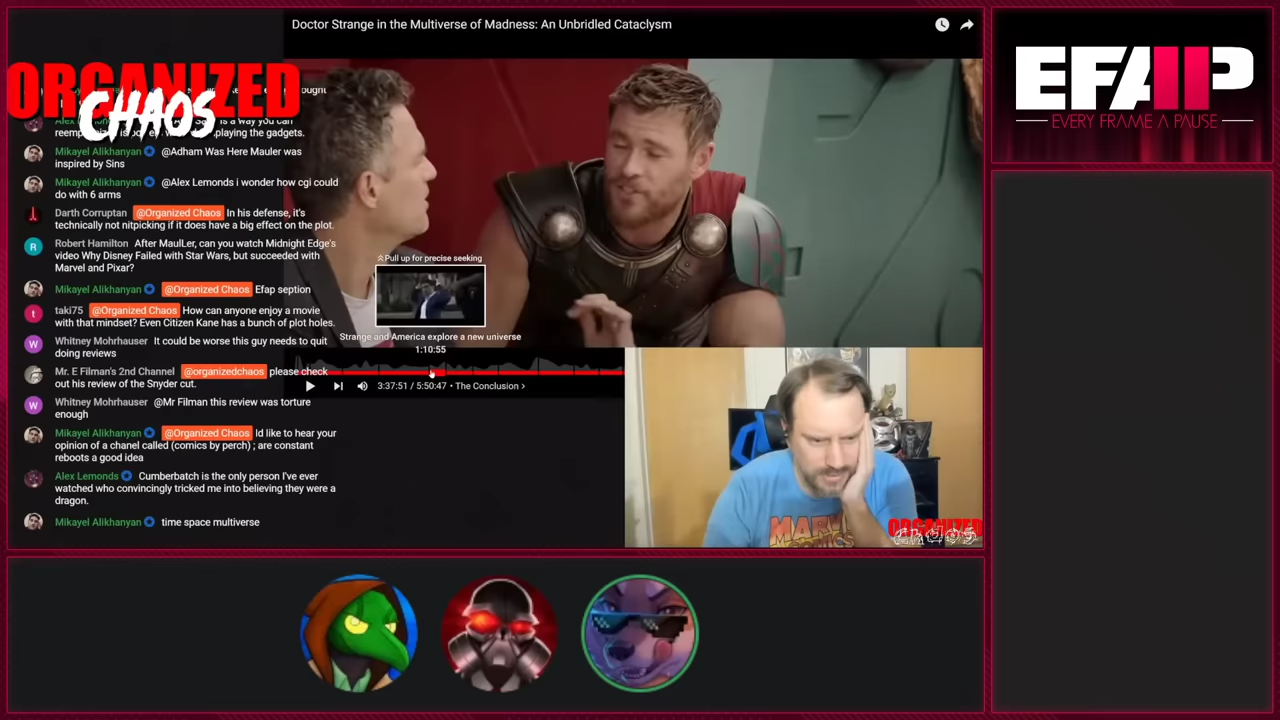 Doctor Strange in the Multiverse of Madness: An Unbridled Cataclysm
ORGANIZED
CHAOS
reemp
playing the gadgets.
Mikayel Alikhanyan @Adham Was Here Mauler was
inspired by Sins
Mikayel Alikhanyan @Alex Lemonds i wonder how cgi could
do with 6 arms
Darth Corruptan @Organized Chaos In his defense, it's
technically not nitpicking if it does have a big effect on the plot.
R
Robert Hamilton After MaulLer, can you watch Midnight Edge's
video Why Disney Failed with Star Wars, but succeeded with
Marvel and Pixar?
Mikayel Alikhanyan @Organized Chaos Efap seption
t
taki75 @Organized Chaos How can anyone enjoy a movie
with that mindset? Even Citizen Kane has a bunch of plot holes.
W
Whitney Mohrhauser It could be worse this guy needs to quit
doing reviews
Mr. E Filman's 2nd Channel @organizedchaos please check
out his review of the Snyder cut.
W
Whitney Mohrhauser @Mr Filman this review was torture
enough
Mikayel Alikhanyan @Organized Chaos Id like to hear your
opinion of a chanel called (comics by perch) ; are constant
reboots a good idea
Alex Lemonds Cumberbatch is the only person I've ever
watched who convincingly tricked me into believing they were a
dragon.
Mikayel Alikhanyan time space multiverse
Pull up for precise seeking
Strange and America explore a new universe
1:10:55
3:37:51 / 5:50:47 • The Conclusion >
MARVEL
COMICS
ORGANIZED
CHAOS
EFAP
EVERY FRAME A PAUSE